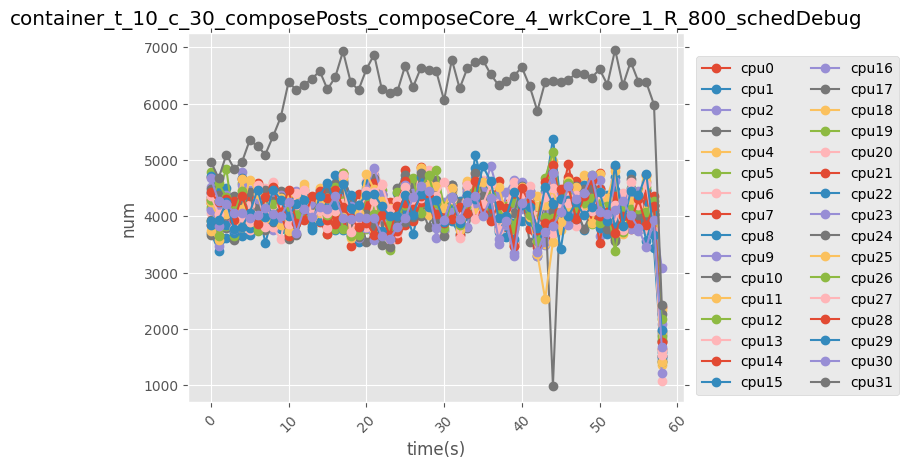 container_t_10_c_30_composePosts_composeCore_4_wrkCore_1_R_800_schedDebug
7000
6000
5000
4000
3000
2000
1000
num
0
10
20
30
40
50
60
time(s)
cpu0
cpu1
cpu2
cpu3
cpu4
cpu5
cpu6
cpu7
cpu8
cpu9
cpu10
cpu11
cpu12
cpu13
cpu14
cpu15
cpu16
cpu17
cpu18
cpu19
cpu20
cpu21
cpu22
cpu23
cpu24
cpu25
cpu26
cpu27
cpu28
cpu29
cpu30
cpu31